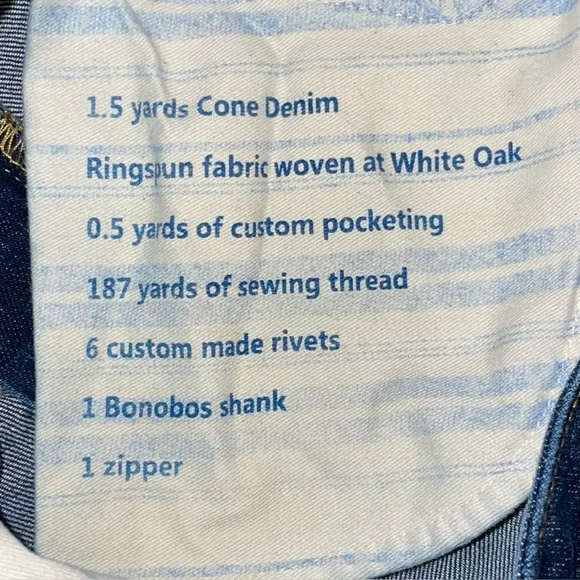 1.5 yards Cone Denim
Ringspun fabric woven at White Oak
0.5 yards of custom pocketing
187 yards of sewing thread
6 custom made rivets
1 Bonobos shank
1 zipper